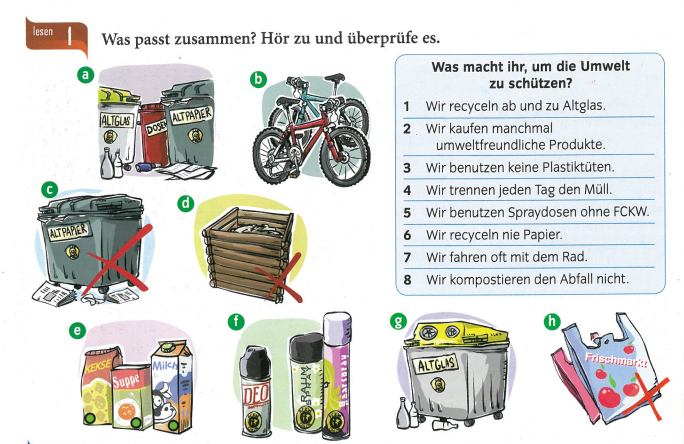 lesen 1
Was passt zusammen? Hör zu und überprüfe es.
a
ALTGLAS
DOSEN
ALTPAPIER
b
c
ALTPAPIER
d
e
KEKSE
Suppe
Milch
f
DEO
RAHM
Haarspray
g
ALTGLAS
h
Frischmarkt
Was macht ihr, um die Umwelt
zu schützen?
1 Wir recyceln ab und zu Altglas.
2 Wir kaufen manchmal
umweltfreundliche Produkte.
3 Wir benutzen keine Plastiktüten.
4 Wir trennen jeden Tag den Müll.
5 Wir benutzen Spraydosen ohne FCKW.
6 Wir recyceln nie Papier.
7 Wir fahren oft mit dem Rad.
8 Wir kompostieren den Abfall nicht.